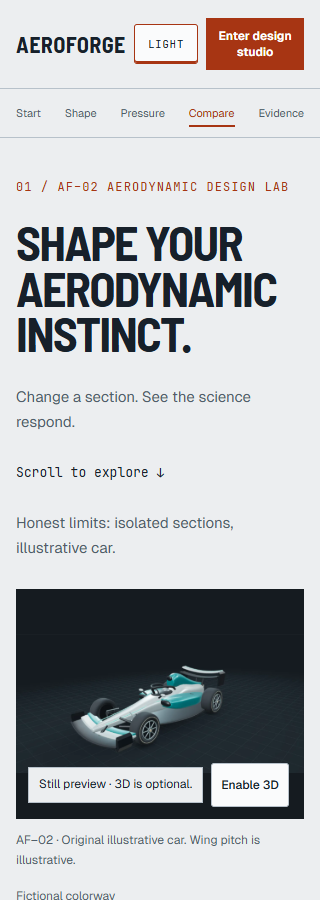 AEROFORGE
LIGHT
Enter design
studio
Start
Shape
Pressure
Compare
Evidence
01 / AF–02 AERODYNAMIC DESIGN LAB
SHAPE YOUR
AERODYNAMIC
INSTINCT.
Change a section. See the science
respond.
Scroll to explore ↓
Honest limits: isolated sections,
illustrative car.
Still preview · 3D is optional.
Enable 3D
AF–02 · Original illustrative car. Wing pitch is
illustrative.
Fictional colorway